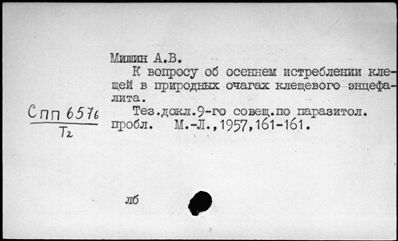 Мишин А.В.
К вопросу об осеннем истреблении кле-
щей в природных очагах клещевого энцефа-
лита.
Тез.докл.9-го совещ.по паразитол.
пробл. М.-Л.,1957,161-161.
Спп 6576
Т2
лб